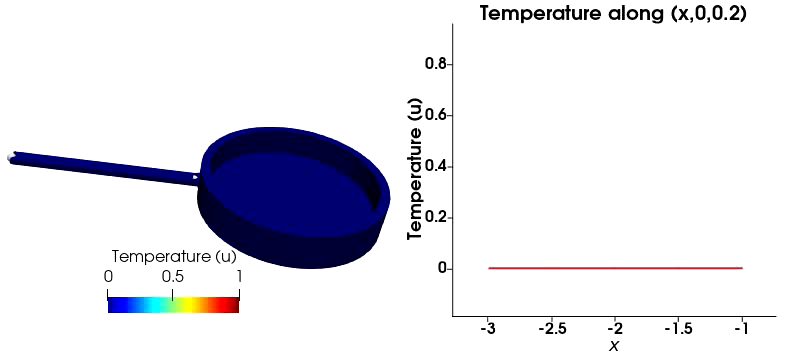 Temperature (u)
0 0.5 1
Temperature along (x,0,0.2)
Temperature (u)
0.8
0.6
0.4
0.2
0
-3 -2.5 -2 -1.5 -1
x